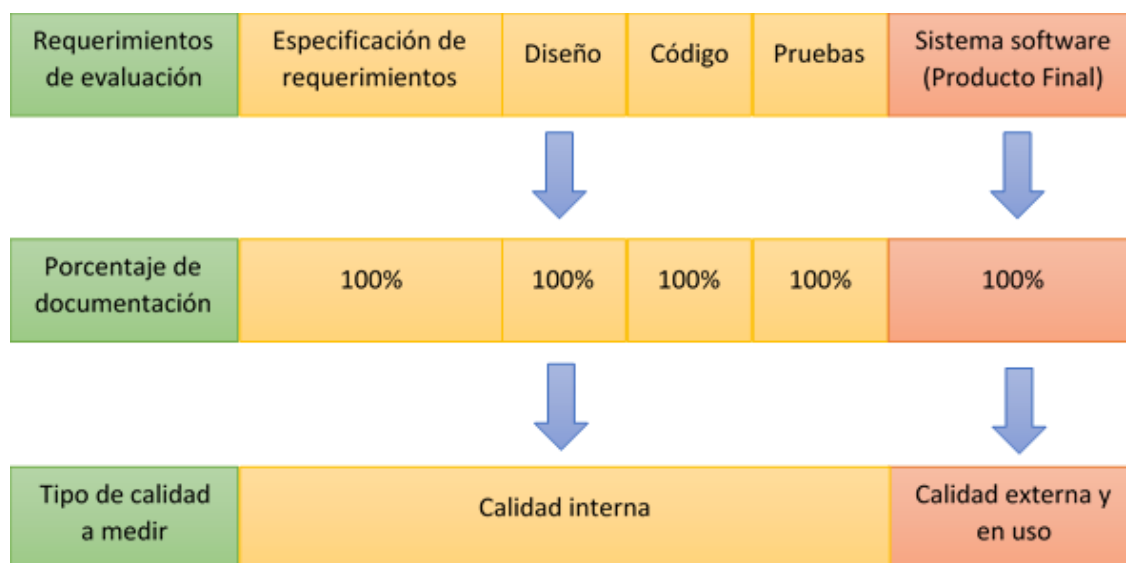 Requerimientos
de evaluación
Especificación de
requerimientos
Diseño
Código
Pruebas
Sistema software
(Producto Final)
Porcentaje de
documentación
100%
100%
100%
100%
100%
Tipo de calidad
a medir
Calidad interna
Calidad externa y
en uso